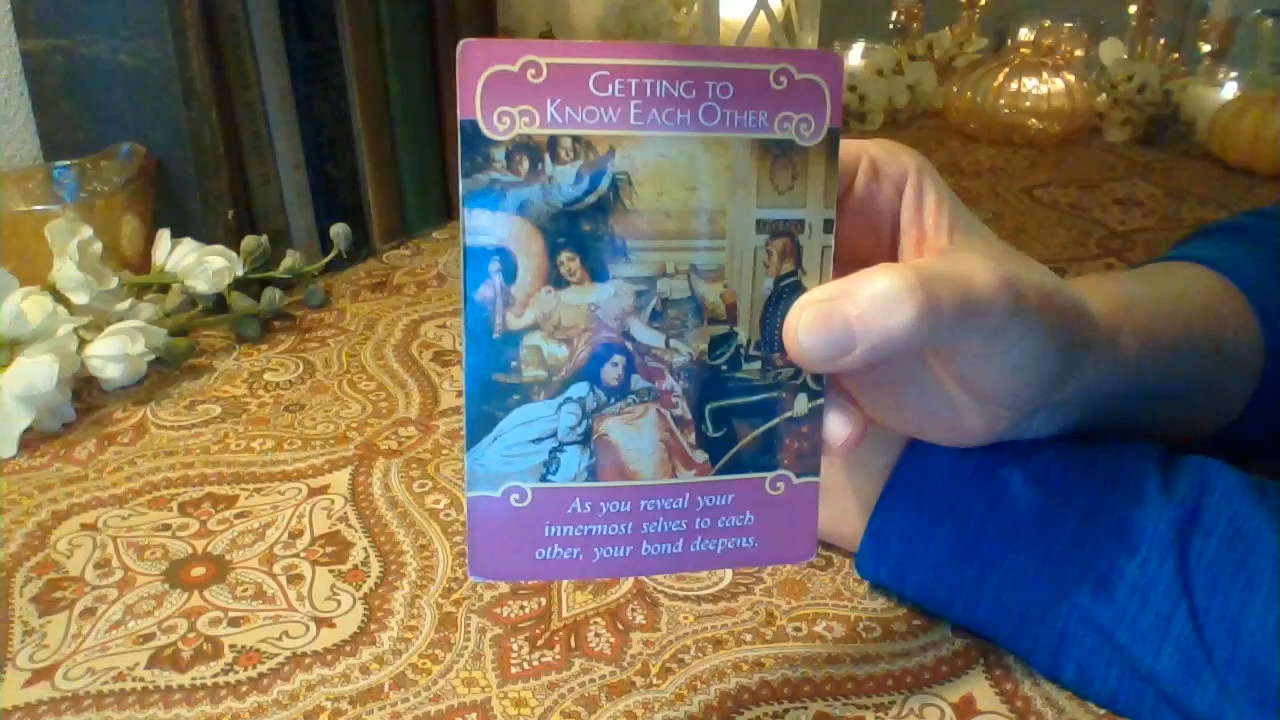 GETTING TO
KNOW EACH OTHER
As you reveal your
innermost selves to each
other, your bond deepens.